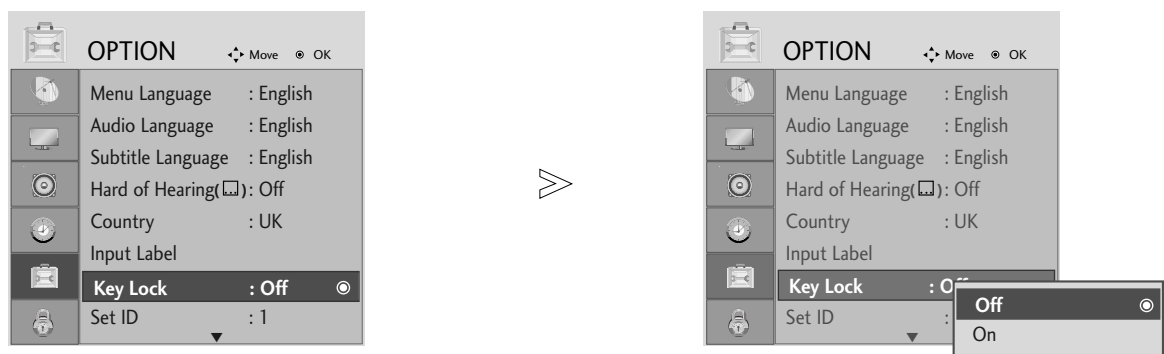 OPTION Move OK
Menu Language : English
Audio Language : English
Subtitle Language : English
Hard of Hearing( ) : Off
Country : UK
Input Label
Key Lock : Off
Set ID : 1
OPTION Move OK
Menu Language : English
Audio Language : English
Subtitle Language : English
Hard of Hearing( ) : Off
Country : UK
Input Label
Key Lock : O
Set ID :
Off
On